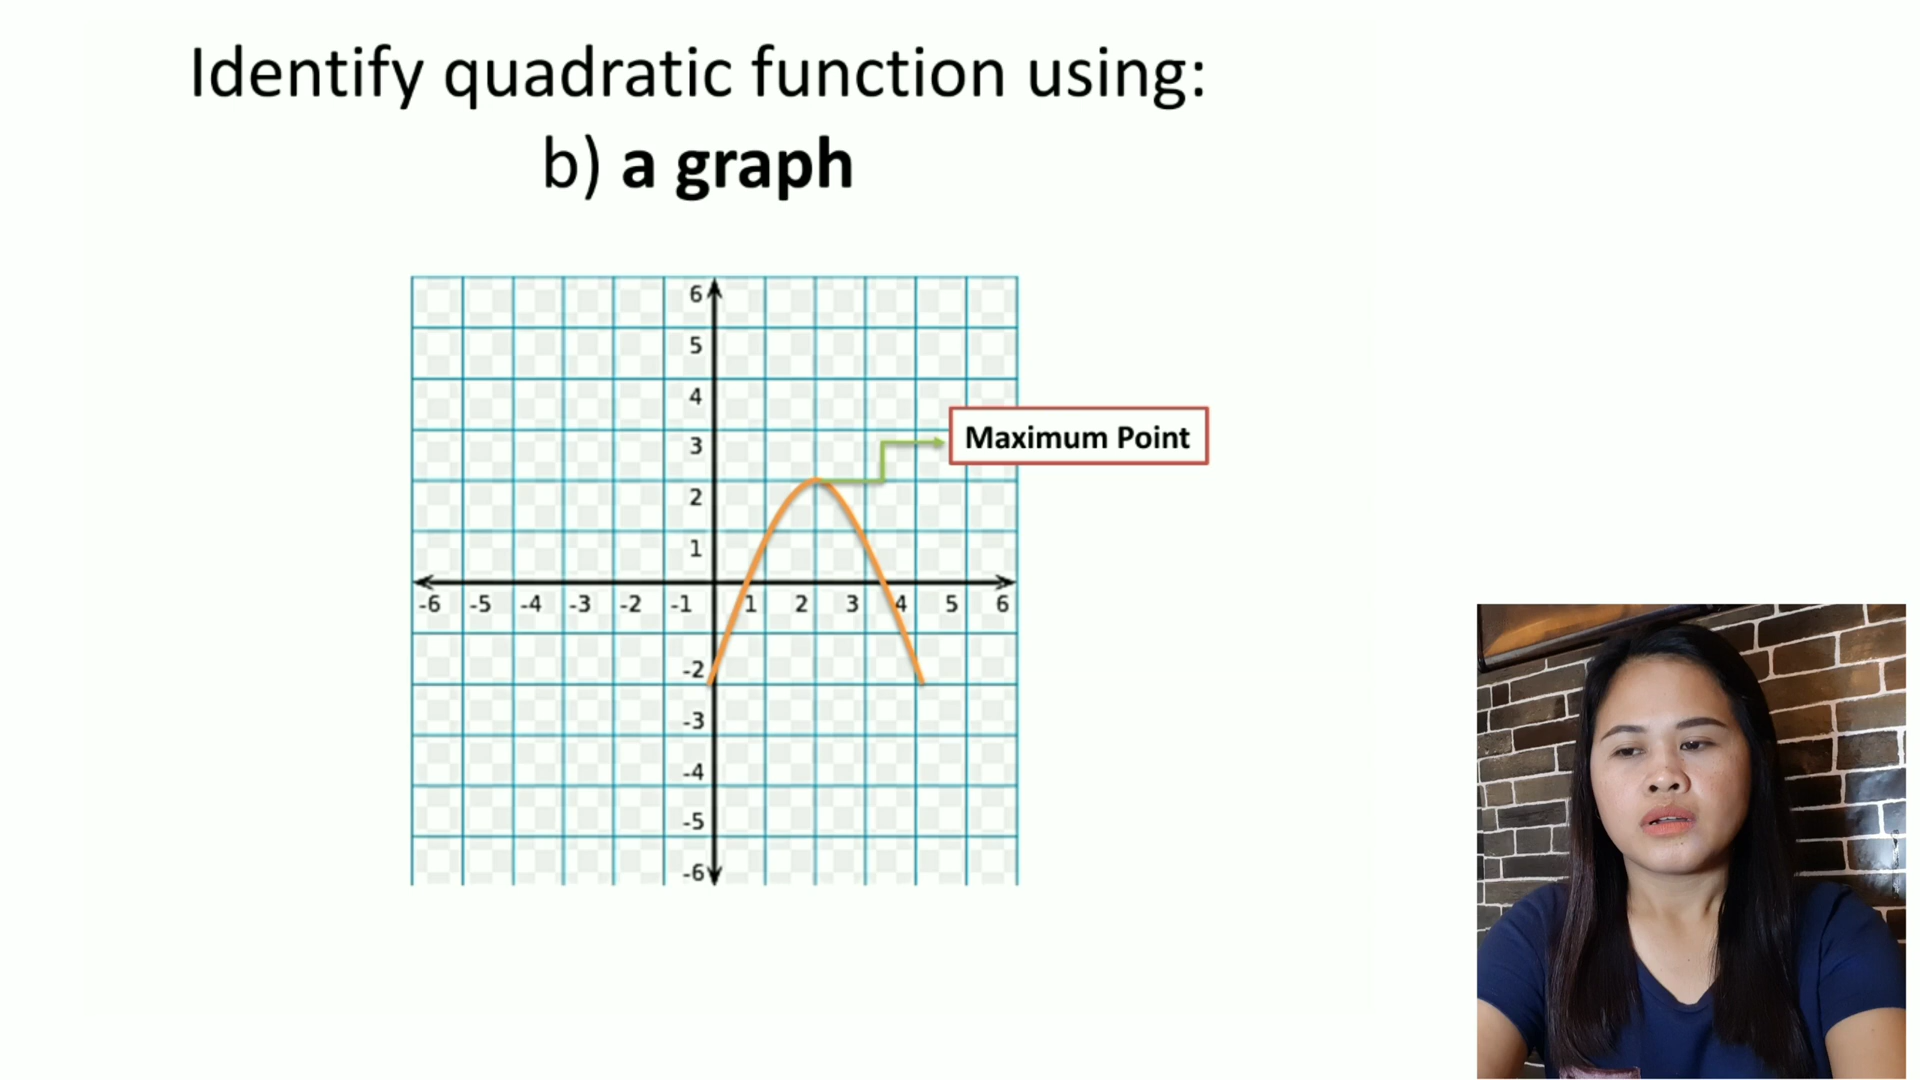 Identify quadratic function using:
b) a graph
6
5
4
3
Maximum Point
2
1
-6 -5 -4 -3 -2 -1 1 2 3 4 5 6
-2
-3
-4
-5
-6